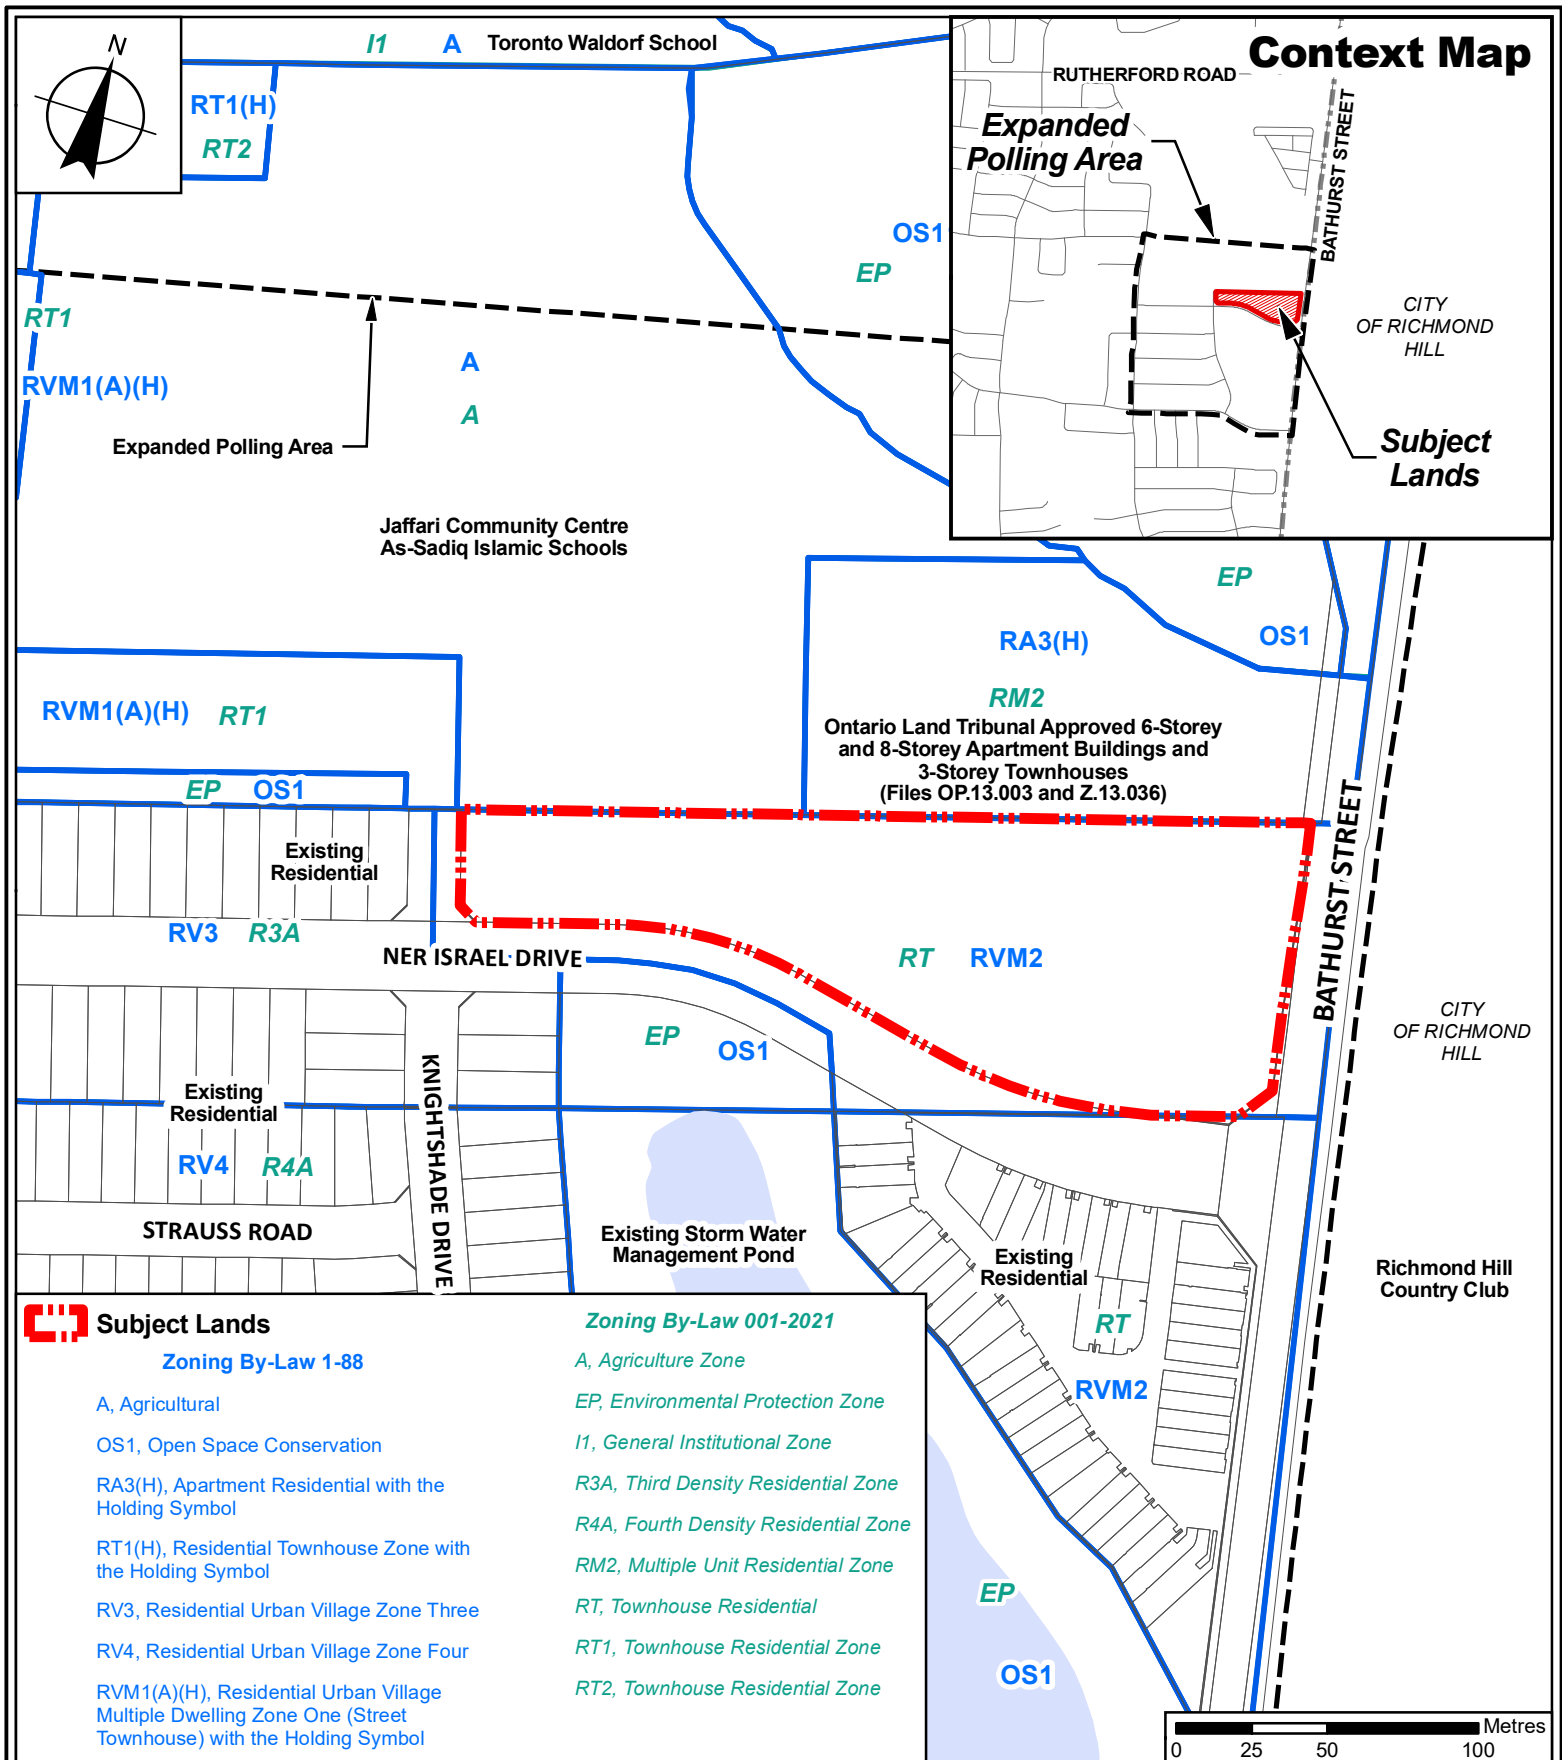 N
I1 A Toronto Waldorf School
RT1(H)
RT2
Context Map
RUTHERFORD ROAD
Expanded
Polling Area
BATHURST STREET
CITY
OF RICHMOND
HILL
Subject
Lands
OS1
EP
RT1
RVM1(A)(H)
A
A
Expanded Polling Area
Jaffari Community Centre
As-Sadiq Islamic Schools
EP
OS1
RA3(H)
RM2
Ontario Land Tribunal Approved 6-Storey
and 8-Storey Apartment Buildings and
3-Storey Townhouses
(Files OP.13.003 and Z.13.036)
RVM1(A)(H) RT1
EP OS1
Existing
Residential
RV3 R3A
NER ISRAEL DRIVE
RT RVM2
BATHURST STREET
CITY
OF RICHMOND
HILL
EP OS1
KNIGHTSHADE DRIVE
Existing
Residential
RV4 R4A
STRAUSS ROAD
Existing Storm Water
Management Pond
Existing
Residential
RT
RVM2
Richmond Hill
Country Club
EP
OS1
Subject Lands
Zoning By-Law 1-88
A, Agricultural
OS1, Open Space Conservation
RA3(H), Apartment Residential with the
Holding Symbol
RT1(H), Residential Townhouse Zone with
the Holding Symbol
RV3, Residential Urban Village Zone Three
RV4, Residential Urban Village Zone Four
RVM1(A)(H), Residential Urban Village
Multiple Dwelling Zone One (Street
Townhouse) with the Holding Symbol
Zoning By-Law 001-2021
A, Agriculture Zone
EP, Environmental Protection Zone
I1, General Institutional Zone
R3A, Third Density Residential Zone
R4A, Fourth Density Residential Zone
RM2, Multiple Unit Residential Zone
RT, Townhouse Residential
RT1, Townhouse Residential Zone
RT2, Townhouse Residential Zone
Metres
0 25 50 100